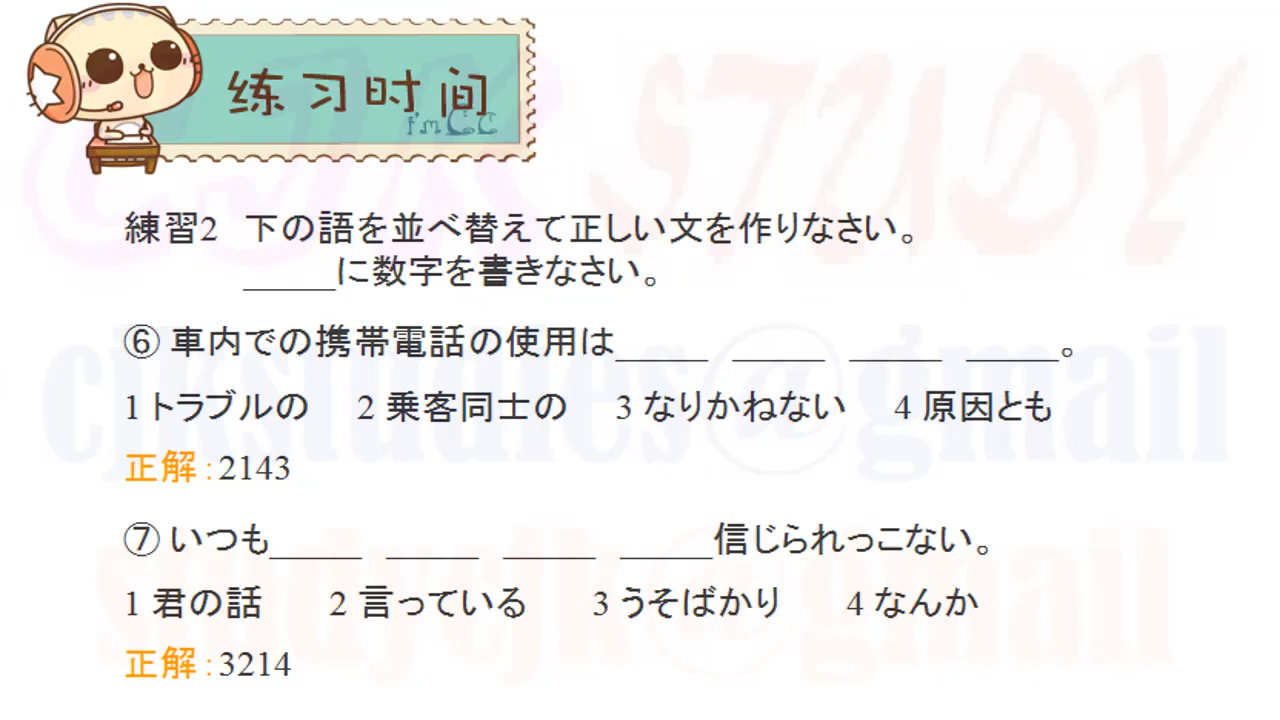 练习时间
I'm CC
CJK STUDY
練習2 下の語を並べ替えて正しい文を作りなさい。
_____に数字を書きなさい。
cjkstudies@gmail
⑥ 車内での携帯電話の使用は_____ _____ _____ _____。
1 トラブルの 2 乗客同士の 3 なりかねない 4 原因とも
正解:2143
⑦ いつも_____ _____ _____ _____信じられっこない。
studycjk@gmail
1 君の話 2 言っている 3 うそばかり 4 なんか
正解:3214